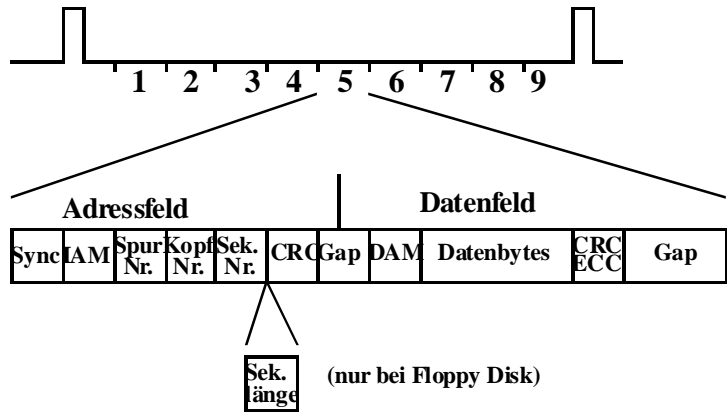 1 2 3 4 5 6 7 8 9
Adressfeld Datenfeld
Sync IAM Spur Nr. Kopf Nr. Sek. Nr. CRC Gap DAM Datenbytes CRC ECC Gap
Sek. länge (nur bei Floppy Disk)